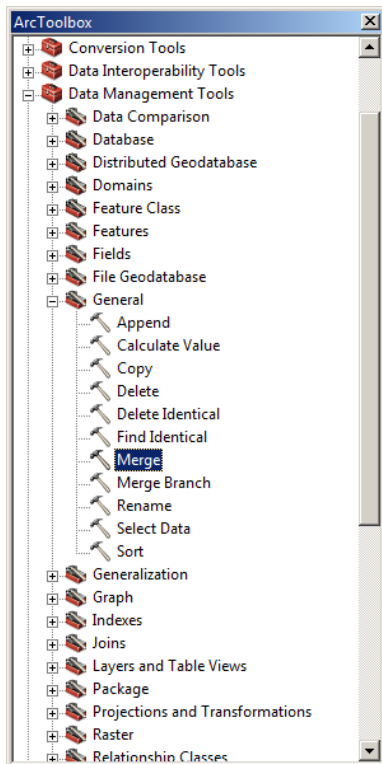 ArcToolbox
Conversion Tools
Data Interoperability Tools
Data Management Tools
Data Comparison
Database
Distributed Geodatabase
Domains
Feature Class
Features
Fields
File Geodatabase
General
Append
Calculate Value
Copy
Delete
Delete Identical
Find Identical
Merge
Merge Branch
Rename
Select Data
Sort
Generalization
Graph
Indexes
Joins
Layers and Table Views
Package
Projections and Transformations
Raster
Relationship Classes